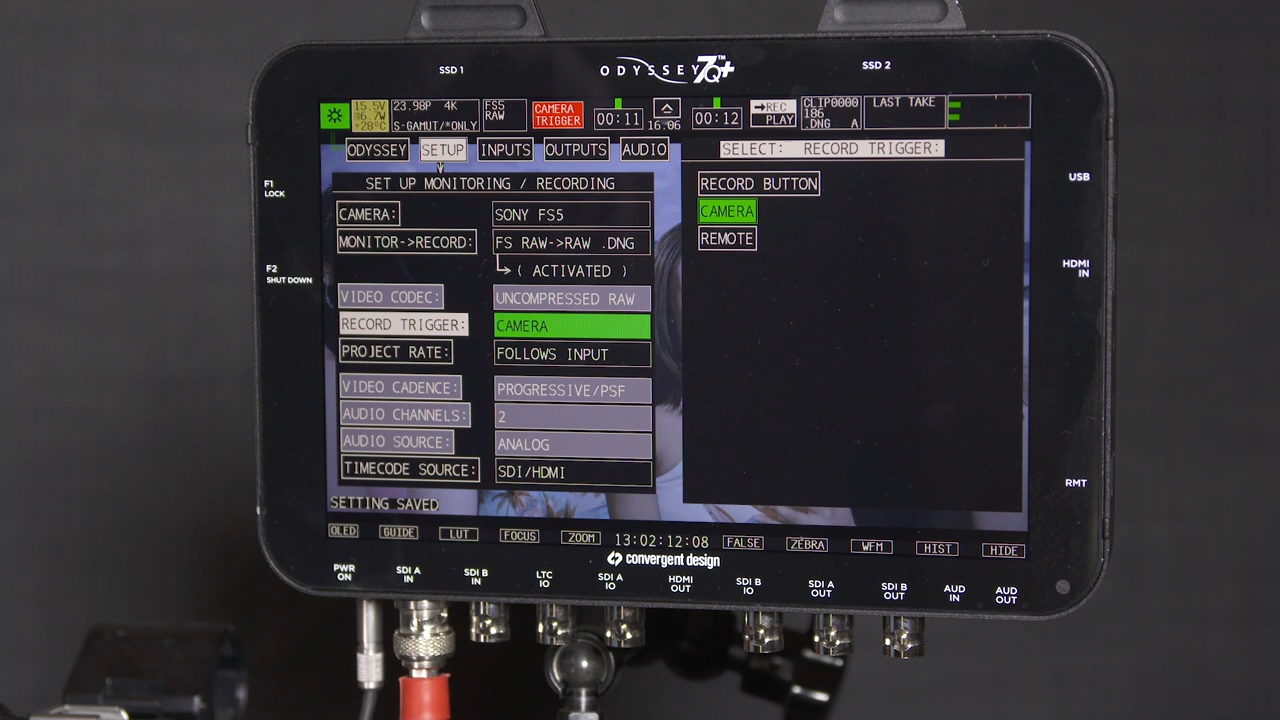 SSD 1
ODYSSEY 7Q+™
SSD 2
15.5V
6.7W
+28°C
23.98P 4K
S-GAMUT/*ONLY
FS5
RAW
CAMERA
TRIGGER
00:11
16.06
00:12
REC
PLAY
CLIP0000
186
.DNG A
LAST TAKE
ODYSSEY
SETUP
INPUTS
OUTPUTS
AUDIO
SELECT: RECORD TRIGGER:
F1
LOCK
F2
SHUT DOWN
SET UP MONITORING / RECORDING
CAMERA: SONY FS5
MONITOR->RECORD: FS RAW->RAW .DNG
( ACTIVATED )
VIDEO CODEC: UNCOMPRESSED RAW
RECORD TRIGGER: CAMERA
PROJECT RATE: FOLLOWS INPUT
VIDEO CADENCE: PROGRESSIVE/PSF
AUDIO CHANNELS: 2
AUDIO SOURCE: ANALOG
TIMECODE SOURCE: SDI/HDMI
SETTING SAVED
RECORD BUTTON
CAMERA
REMOTE
USB
HDMI
IN
RMT
OLED GUIDE LUT FOCUS ZOOM 13:02:12:08 FALSE ZEBRA WFM HIST HIDE
convergent design
PWR
ON
SDI A
IN
SDI B
IN
LTC
IO
SDI A
IO
HDMI
OUT
SDI B
IO
SDI A
OUT
SDI B
OUT
AUD
IN
AUD
OUT